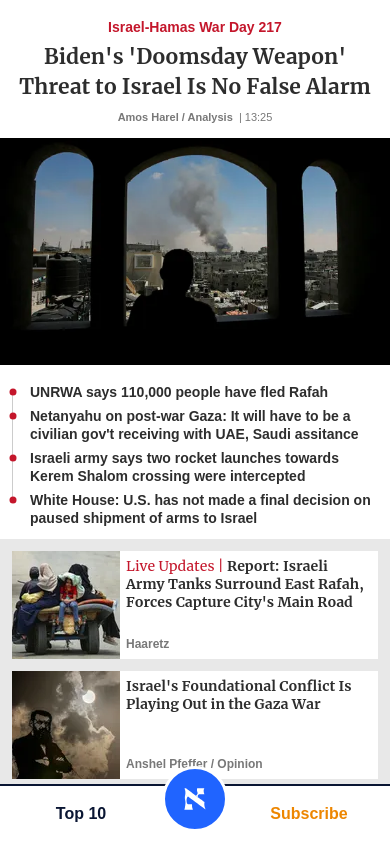 Israel-Hamas War Day 217
Biden's 'Doomsday Weapon'
Threat to Israel Is No False Alarm
Amos Harel / Analysis | 13:25
UNRWA says 110,000 people have fled Rafah
Netanyahu on post-war Gaza: It will have to be a
civilian gov't receiving with UAE, Saudi assitance
Israeli army says two rocket launches towards
Kerem Shalom crossing were intercepted
White House: U.S. has not made a final decision on
paused shipment of arms to Israel
Live Updates | Report: Israeli
Army Tanks Surround East Rafah,
Forces Capture City's Main Road
Haaretz
Israel's Foundational Conflict Is
Playing Out in the Gaza War
Anshel Pfeffer / Opinion
Top 10
Subscribe